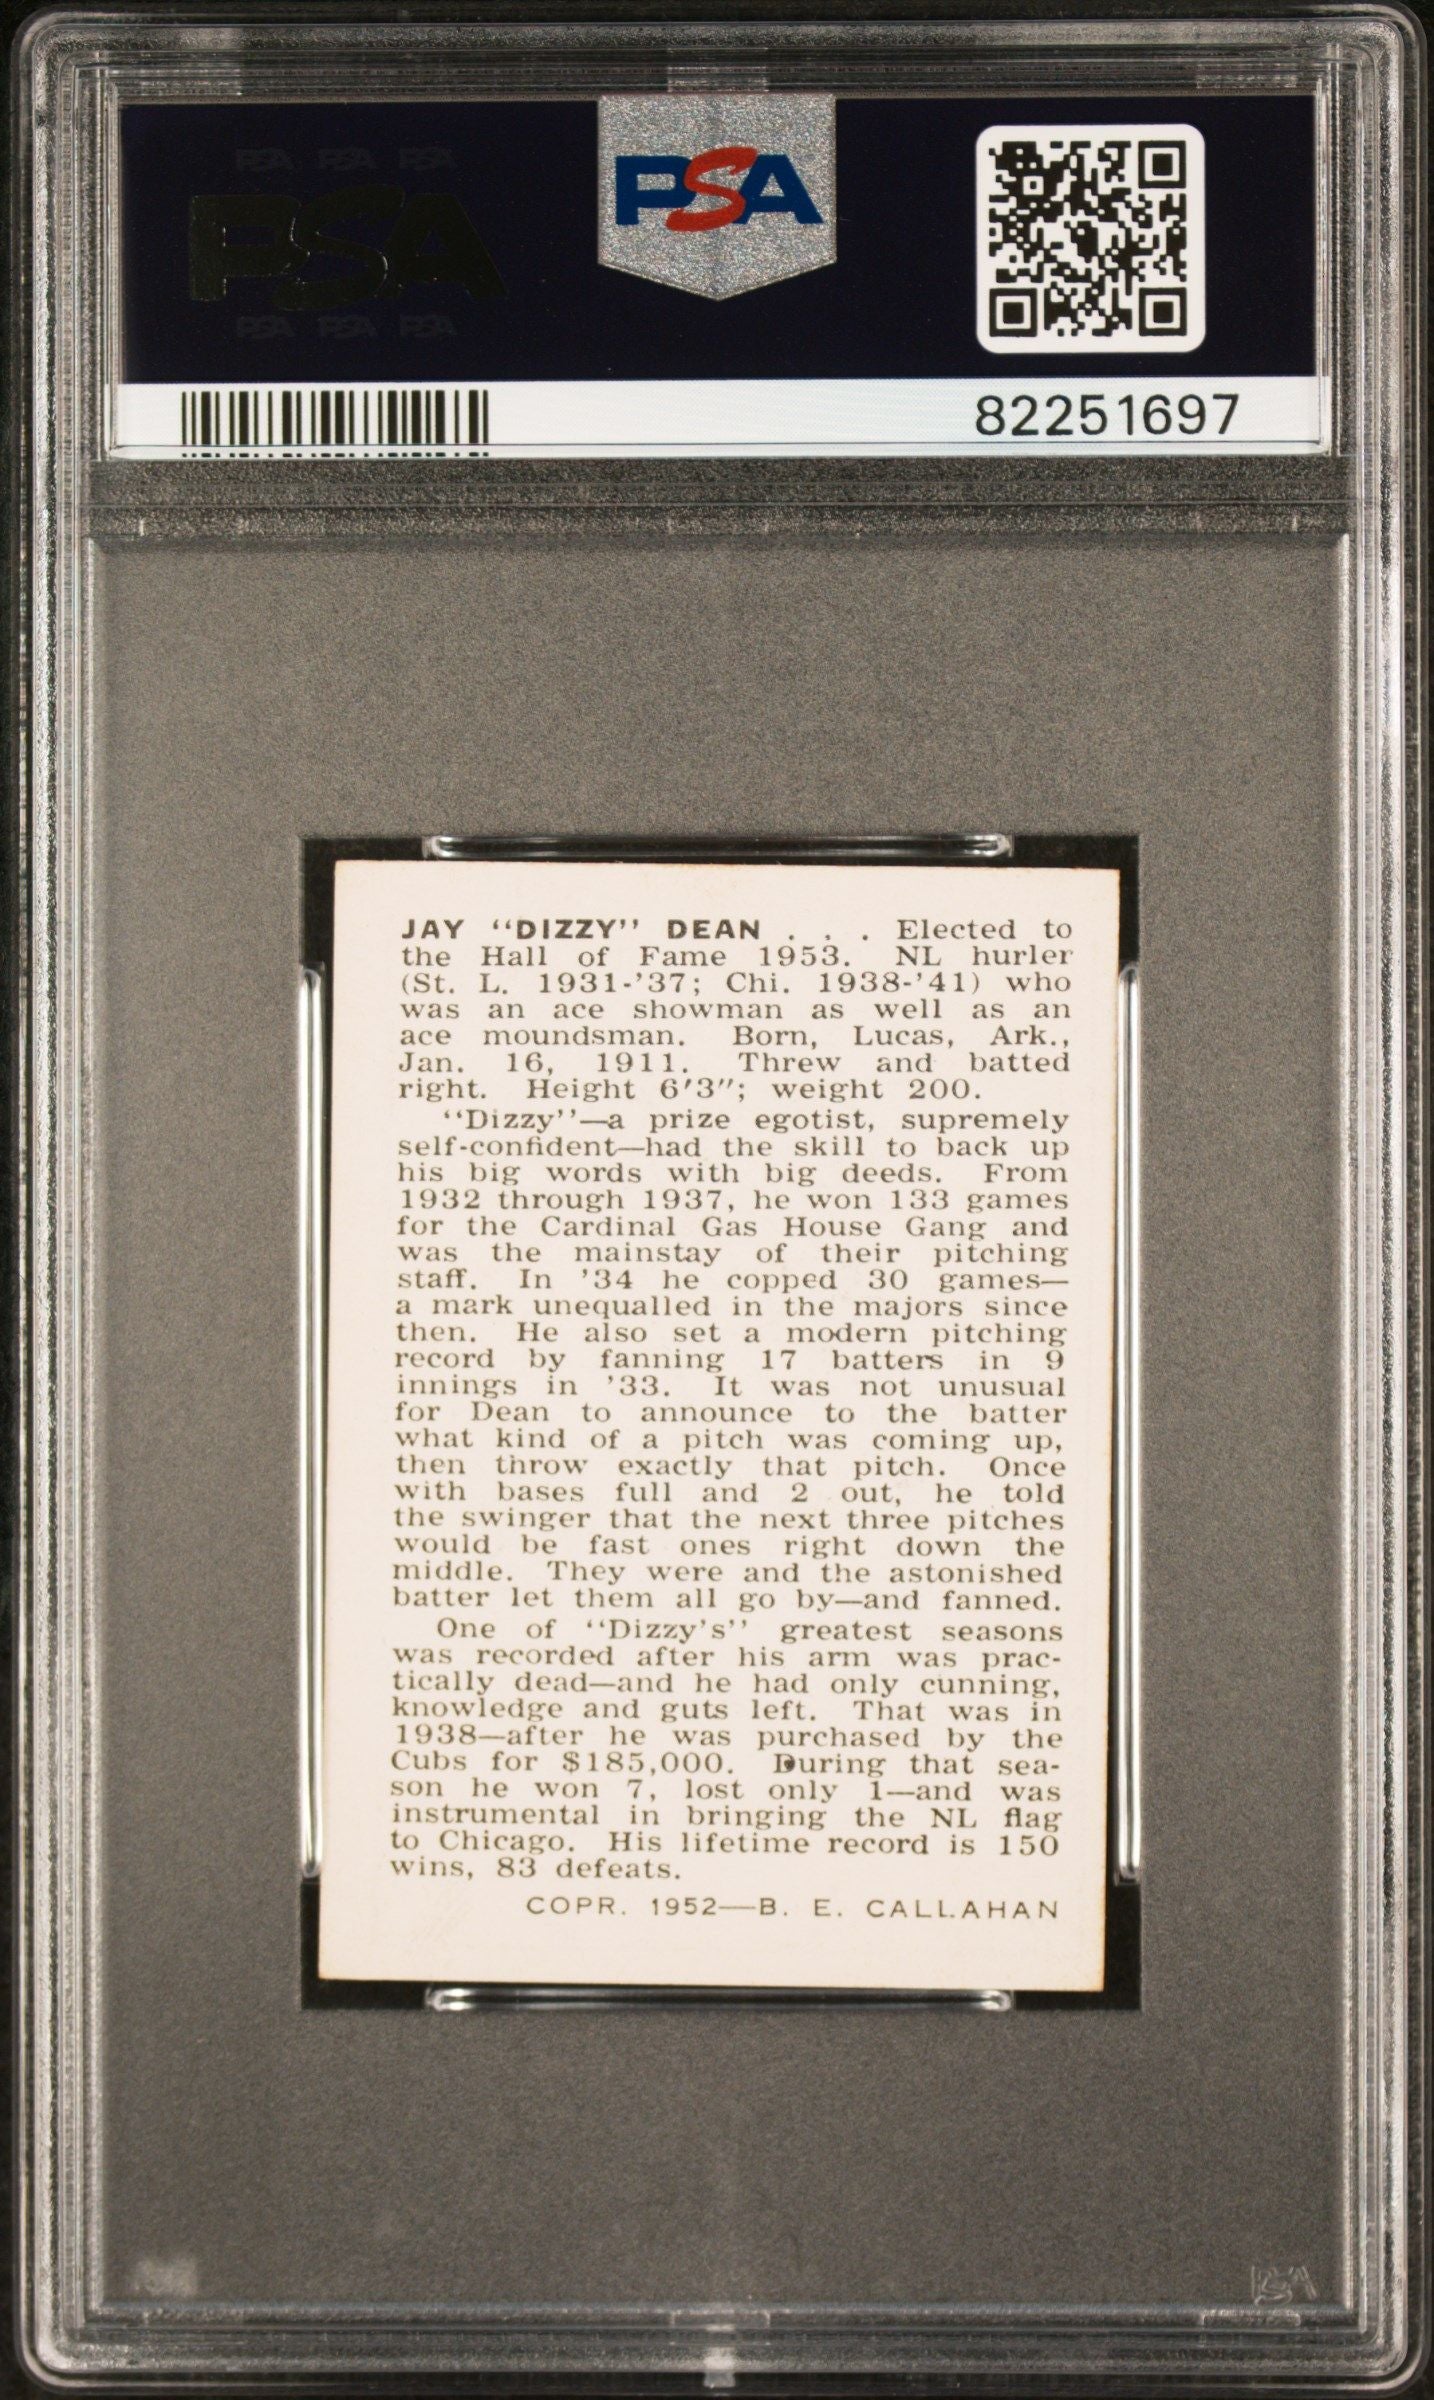 PSA PSA PSA
PSA
PSA PSA PSA
PSA
82251697
JAY “DIZZY” DEAN . . . Elected to
the Hall of Fame 1953. NL hurler
(St. L. 1931-’37; Chi. 1938-’41) who
was an ace showman as well as an
ace moundsman. Born, Lucas, Ark.,
Jan. 16, 1911. Threw and batted
right. Height 6′3″; weight 200.
“Dizzy”—a prize egotist, supremely
self-confident—had the skill to back up
his big words with big deeds. From
1932 through 1937, he won 133 games
for the Cardinal Gas House Gang and
was the mainstay of their pitching
staff. In ’34 he copped 30 games—
a mark unequalled in the majors since
then. He also set a modern pitching
record by fanning 17 batters in 9
innings in ’33. It was not unusual
for Dean to announce to the batter
what kind of a pitch was coming up,
then throw exactly that pitch. Once
with bases full and 2 out, he told
the swinger that the next three pitches
would be fast ones right down the
middle. They were and the astonished
batter let them all go by—and fanned.
One of “Dizzy’s” greatest seasons
was recorded after his arm was prac-
tically dead—and he had only cunning,
knowledge and guts left. That was in
1938—after he was purchased by the
Cubs for $185,000. During that sea-
son he won 7, lost only 1—and was
instrumental in bringing the NL flag
to Chicago. His lifetime record is 150
wins, 83 defeats.
COPR. 1952—B. E. CALLAHAN
PSA